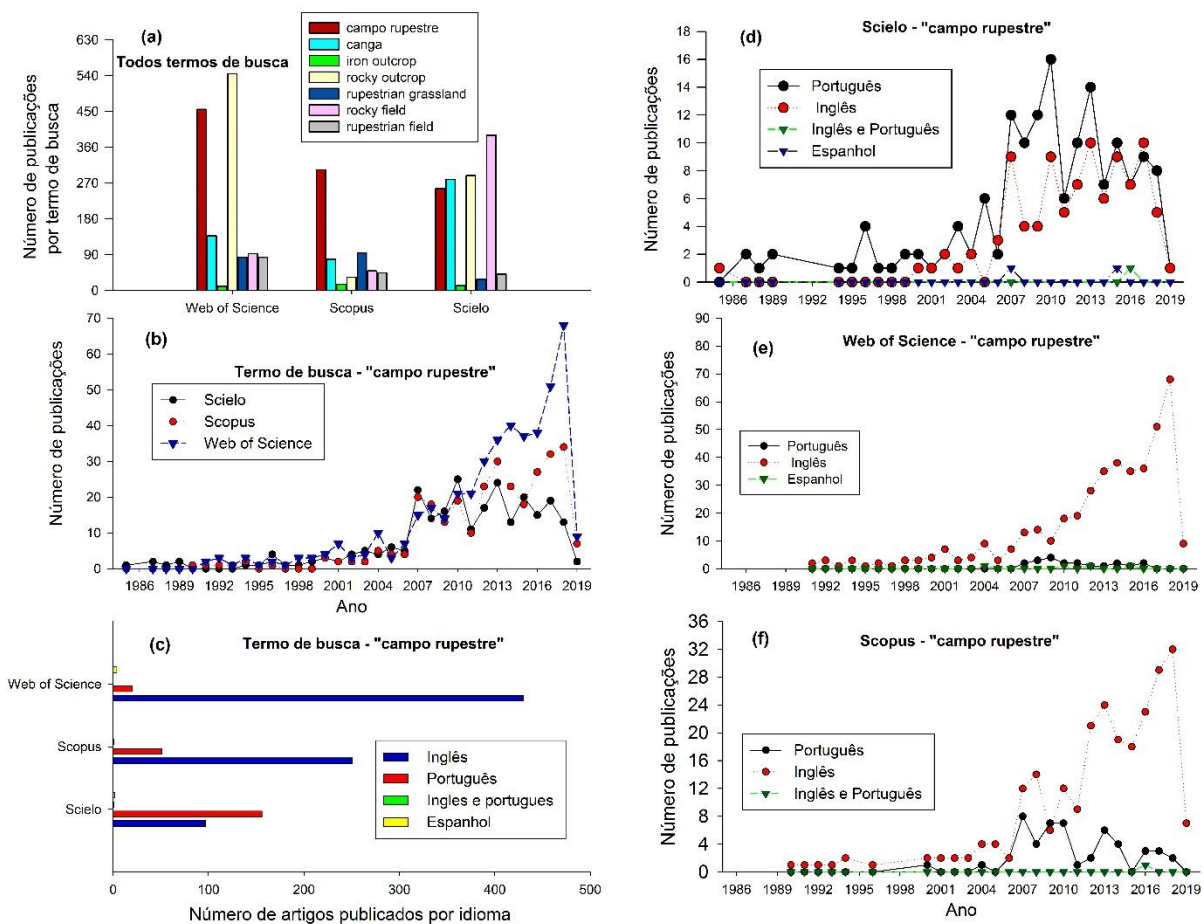 (a)
Todos termos de busca
campo rupestre
canga
iron outcrop
rocky outcrop
rupestrian grassland
rocky field
rupestrian field
Número de publicações
por termo de busca
630
540
450
360
270
180
90
0
Web of Science
Scopus
Scielo
(b)
Termo de busca - "campo rupestre"
Scielo
Scopus
Web of Science
Número de publicações
70
60
50
40
30
20
10
0
1986 1989 1992 1995 1998 2001 2004 2007 2010 2013 2016 2019
Ano
(c)
Termo de busca - "campo rupestre"
Web of Science
Scopus
Scielo
Inglês
Português
Ingles e portugues
Espanhol
0 100 200 300 400 500
Número de artigos publicados por idioma
(d)
Scielo - "campo rupestre"
Português
Inglês
Inglês e Português
Espanhol
Número de publicações
18
16
14
12
10
8
6
4
2
0
1986 1989 1992 1995 1998 2001 2004 2007 2010 2013 2016 2019
(e)
Web of Science - "campo rupestre"
Português
Inglês
Espanhol
Número de publicações
90
80
70
60
50
40
30
20
10
0
1986 1989 1992 1995 1998 2001 2004 2007 2010 2013 2016 2019
(f)
Scopus - "campo rupestre"
Português
Inglês
Inglês e Português
Número de publicações
36
32
28
24
20
16
12
8
4
0
1986 1989 1992 1995 1998 2001 2004 2007 2010 2013 2016 2019
Ano